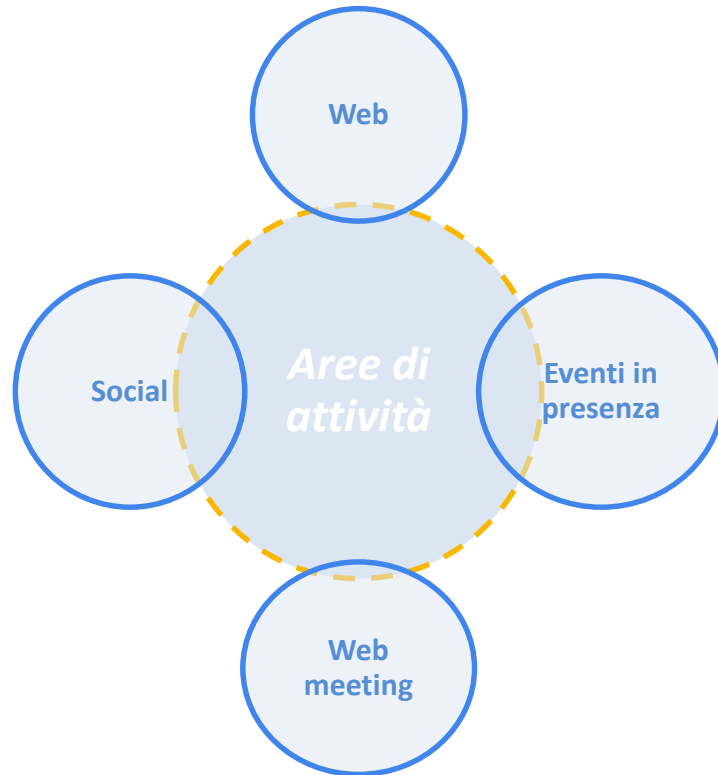 Web
Social
Aree di
attività
Eventi in
presenza
Web
meeting